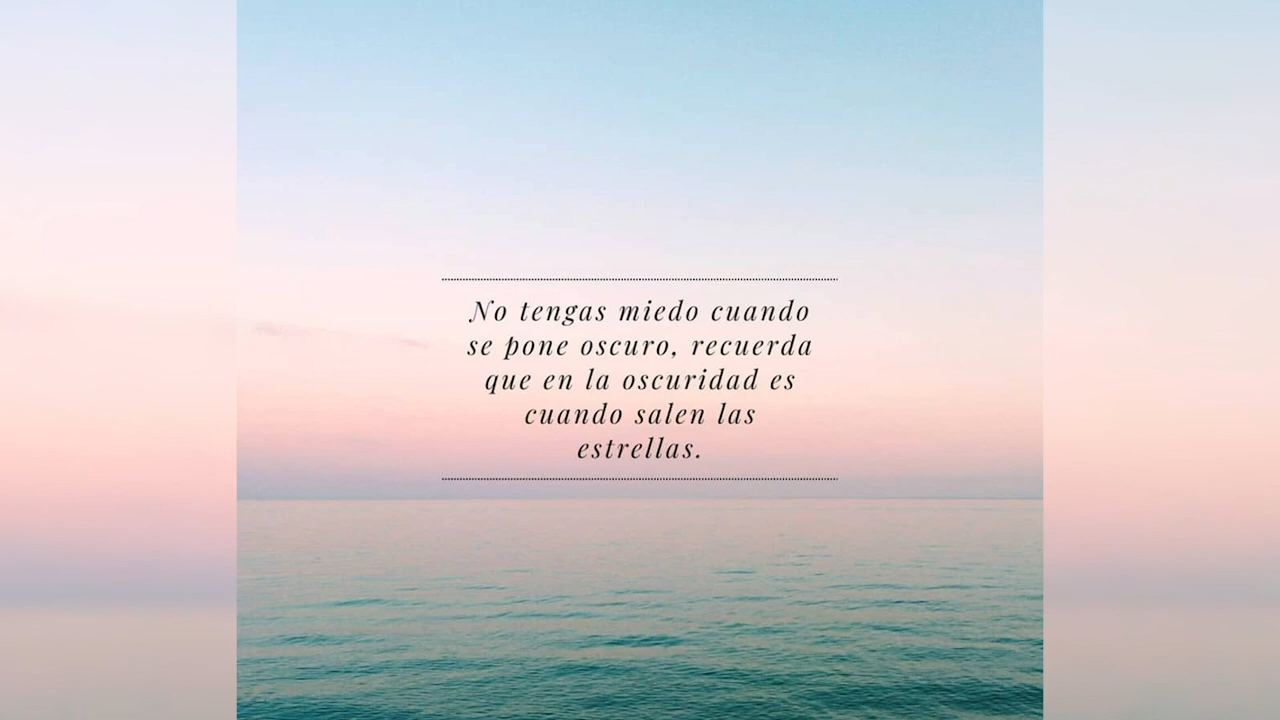 No tengas miedo cuando
se pone oscuro, recuerda
que en la oscuridad es
cuando salen las
estrellas.